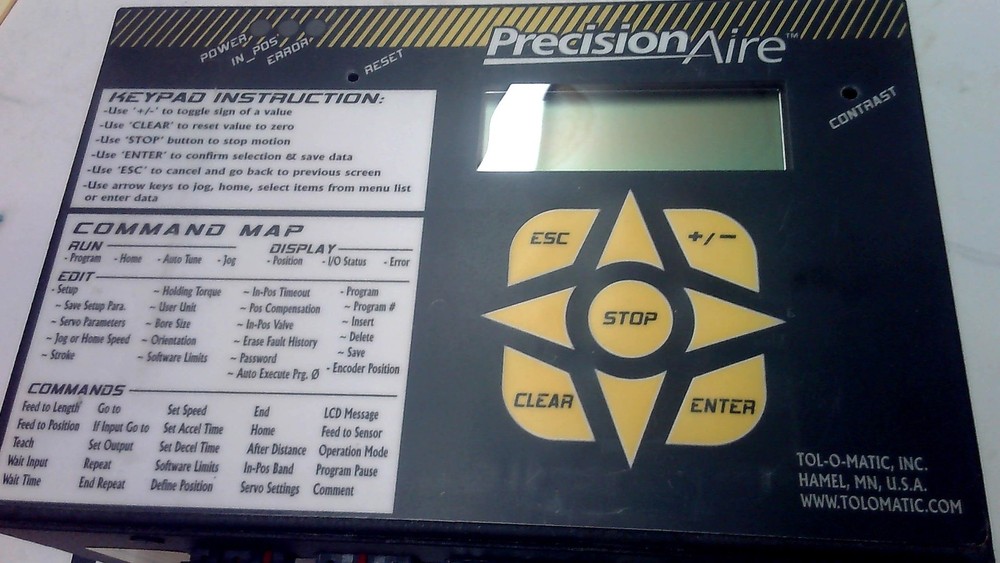 POWER
IN_POS
ERROR
RESET
PrecisionAire™
CONTRAST
KEYPAD INSTRUCTION:
-Use '+/-' to toggle sign of a value
-Use 'CLEAR' to reset value to zero
-Use 'STOP' button to stop motion
-Use 'ENTER' to confirm selection & save data
-Use 'ESC' to cancel and go back to previous screen
-Use arrow keys to jog, home, select items from menu list
or enter data
COMMAND MAP
RUN
- Program - Home - Auto Tune - Jog
DISPLAY
- Position - I/O Status - Error
EDIT
- Setup
~ Save Setup Para.
~ Servo Parameters
~ Jog or Home Speed
~ Stroke
~ Holding Torque
~ User Unit
~ Bore Size
~ Orientation
~ Software Limits
~ In-Pos Timeout
~ Pos Compensation
~ In-Pos Valve
~ Erase Fault History
~ Password
~ Auto Execute Prg. Ø
- Program
~ Program #
~ Insert
~ Delete
~ Save
- Encoder Position
COMMANDS
Feed to Length Go to Set Speed End LCD Message
Feed to Position If Input Go to Set Accel Time Home Feed to Sensor
Teach Set Output Set Decel Time After Distance Operation Mode
Wait Input Repeat Software Limits In-Pos Band Program Pause
Wait Time End Repeat Define Position Servo Settings Comment
ESC
+/-
STOP
CLEAR
ENTER
TOL-O-MATIC, INC.
HAMEL, MN, U.S.A.
WWW.TOLOMATIC.COM